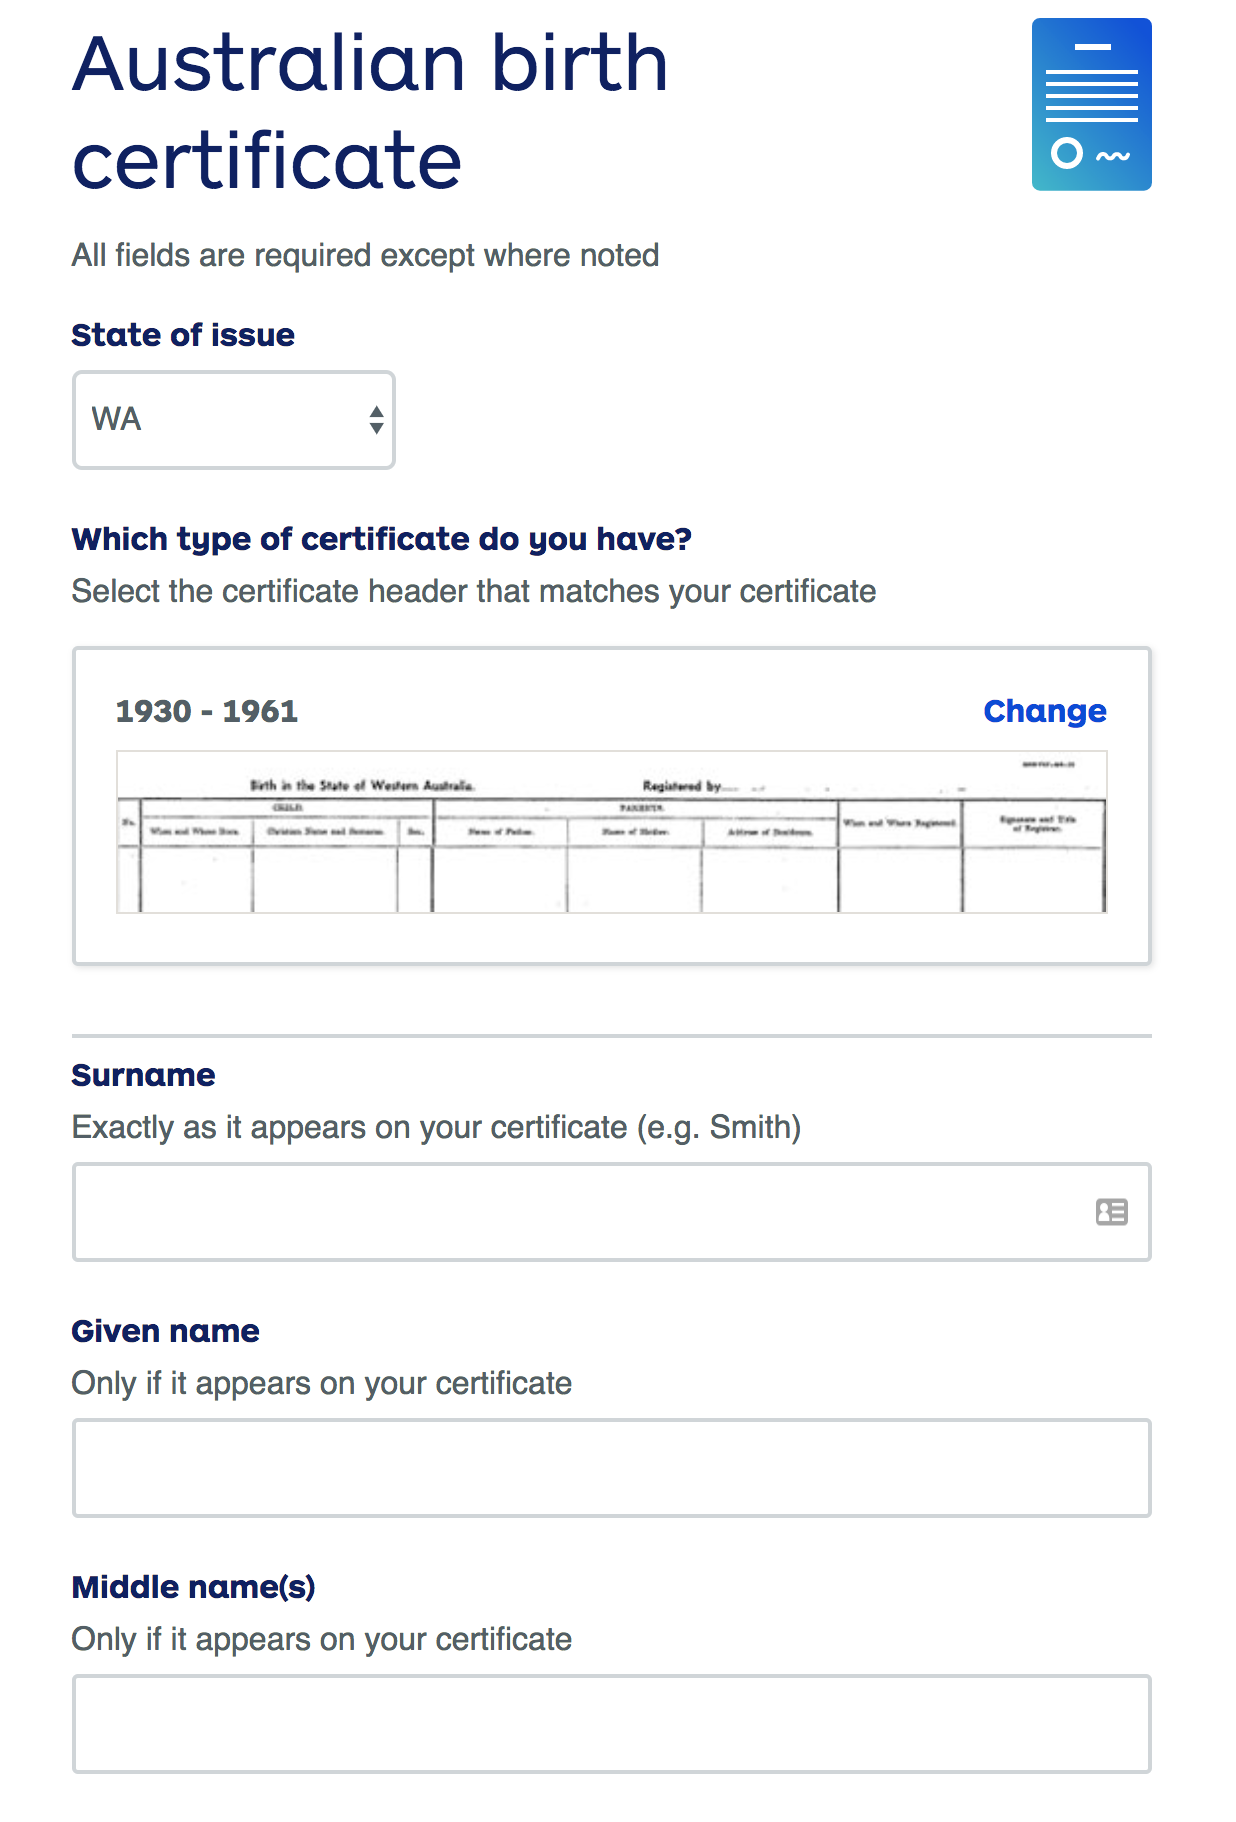 Australian birth
certificate
All fields are required except where noted
State of issue
WA
Which type of certificate do you have?
Select the certificate header that matches your certificate
1930 - 1961
Change
Birth in the State of Western Australia.
Registered by
CHILD.
PARENTS.
No.
When and Where Born.
Christian Name and Surname.
Sex.
Name of Father.
Name of Mother.
Address of Residence.
When and Where Registered.
Signature and Title
of Registrar.
Surname
Exactly as it appears on your certificate (e.g. Smith)
Given name
Only if it appears on your certificate
Middle name(s)
Only if it appears on your certificate